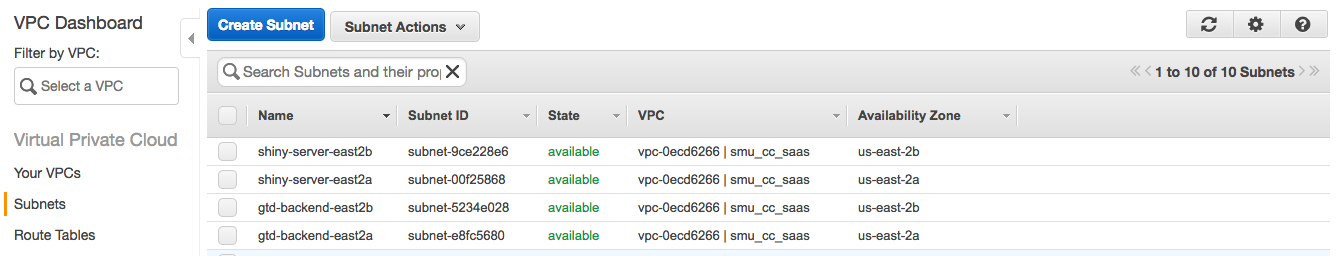 VPC Dashboard
Filter by VPC:
Select a VPC
Virtual Private Cloud
Your VPCs
Subnets
Route Tables
Create Subnet Subnet Actions
Search Subnets and their prop 1 to 10 of 10 Subnets
Name Subnet ID State VPC Availability Zone
shiny-server-east2b subnet-9ce228e6 available vpc-0ecd6266 | smu_cc_saas us-east-2b
shiny-server-east2a subnet-00f25868 available vpc-0ecd6266 | smu_cc_saas us-east-2a
gtd-backend-east2b subnet-5234e028 available vpc-0ecd6266 | smu_cc_saas us-east-2b
gtd-backend-east2a subnet-e8fc5680 available vpc-0ecd6266 | smu_cc_saas us-east-2a